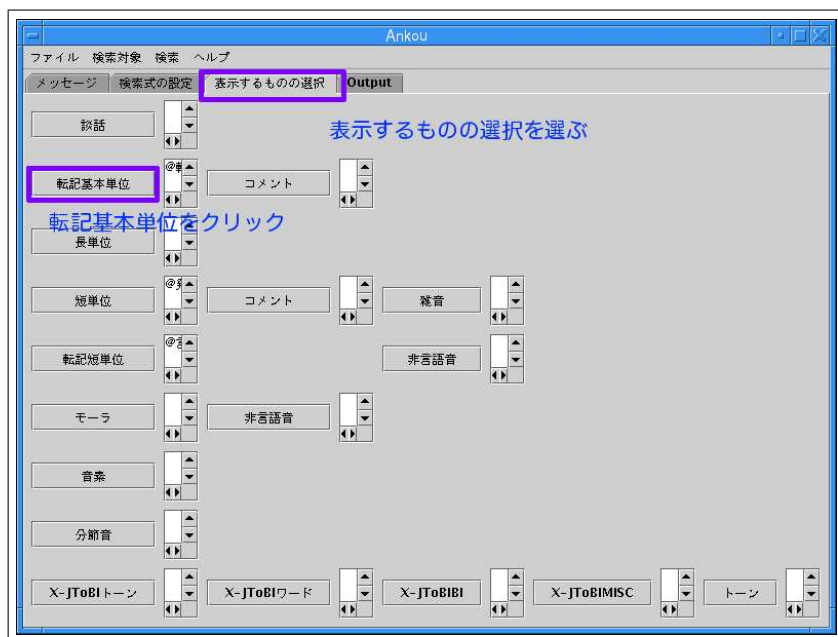 Ankou
ファイル 検索対象 検索 ヘルプ
メッセージ 検索式の設定 表示するものの選択 Output
談話
表示するものの選択を選ぶ
転記基本単位 コメント
転記基本単位をクリック
長単位
短単位 コメント 雑音
転記短単位 非言語音
モーラ 非言語音
音素
分節音
X-JToBIトーン X-JToBIワード X-JToBIBI X-JToBIMISC トーン